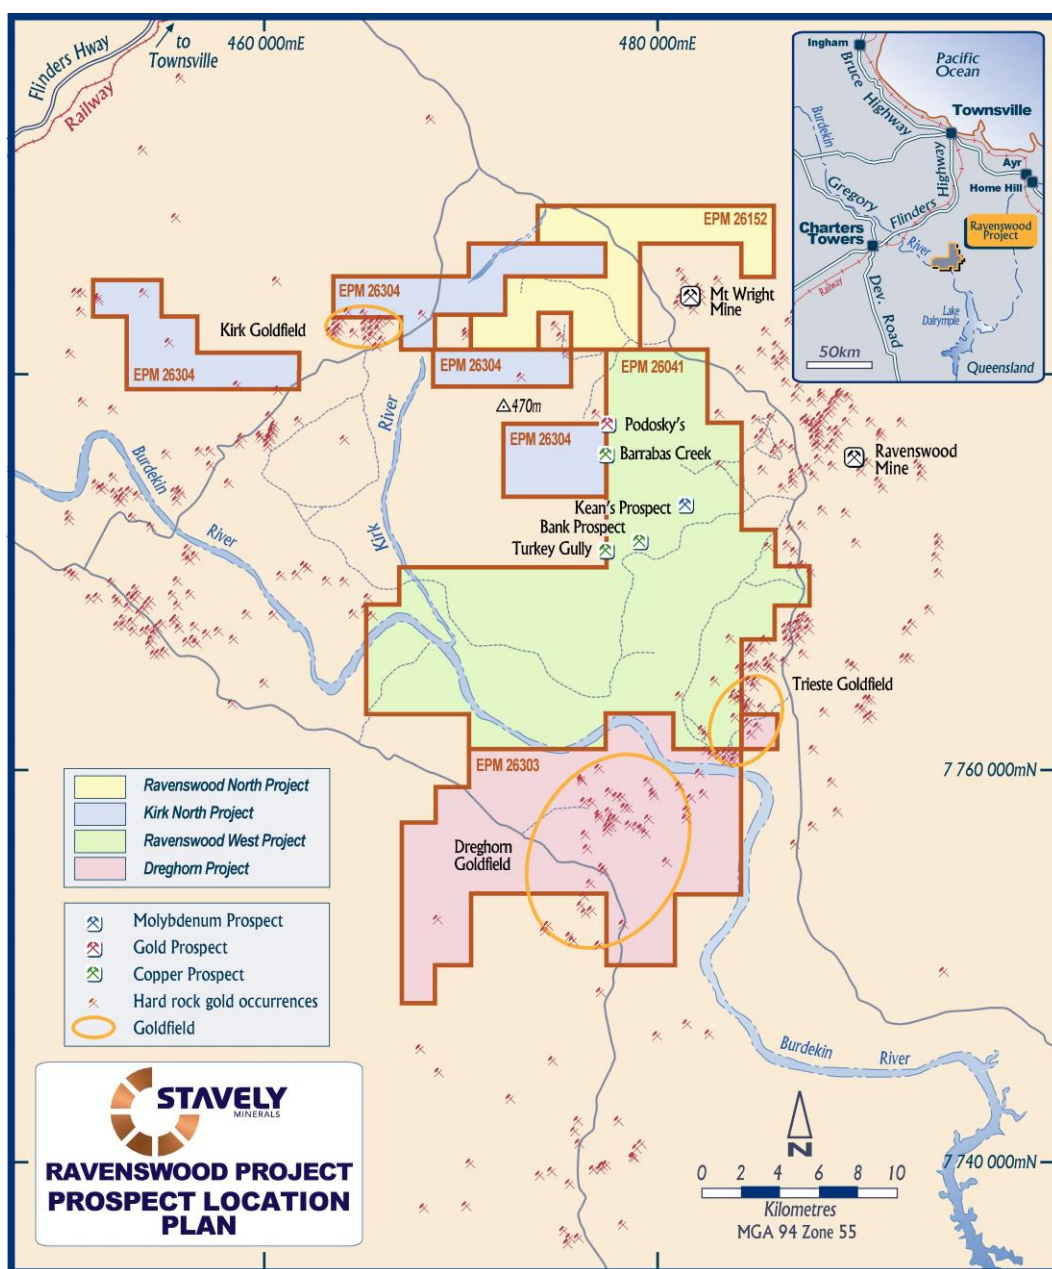 Flinders Hway
Railway
to
Townsville
460 000mE
480 000mE
Ingham
Bruce Highway
Pacific
Ocean
Townsville
Burdekin
River
Gregory
Flinders
Highway
Ayr
Home Hill
Charters
Towers
Ravenswood
Project
Railway
Dev. Road
Lake
Dalrymple
50km
Queensland
EPM 26152
EPM 26304
Kirk Goldfield
Mt Wright
Mine
EPM 26304
EPM 26304
EPM 26041
470m
Podosky's
EPM 26304
Barrabas Creek
Ravenswood
Mine
Kean's Prospect
Bank Prospect
Turkey Gully
Burdekin
River
Kirk
River
Trieste Goldfield
EPM 26303
7 760 000mN
Dreghorn
Goldfield
Ravenswood North Project
Kirk North Project
Ravenswood West Project
Dreghorn Project
Molybdenum Prospect
Gold Prospect
Copper Prospect
Hard rock gold occurrences
Goldfield
Burdekin
River
STAVELY
MINERALS
RAVENSWOOD PROJECT
PROSPECT LOCATION
PLAN
N
0 2 4 6 8 10
Kilometres
MGA 94 Zone 55
7 740 000mN